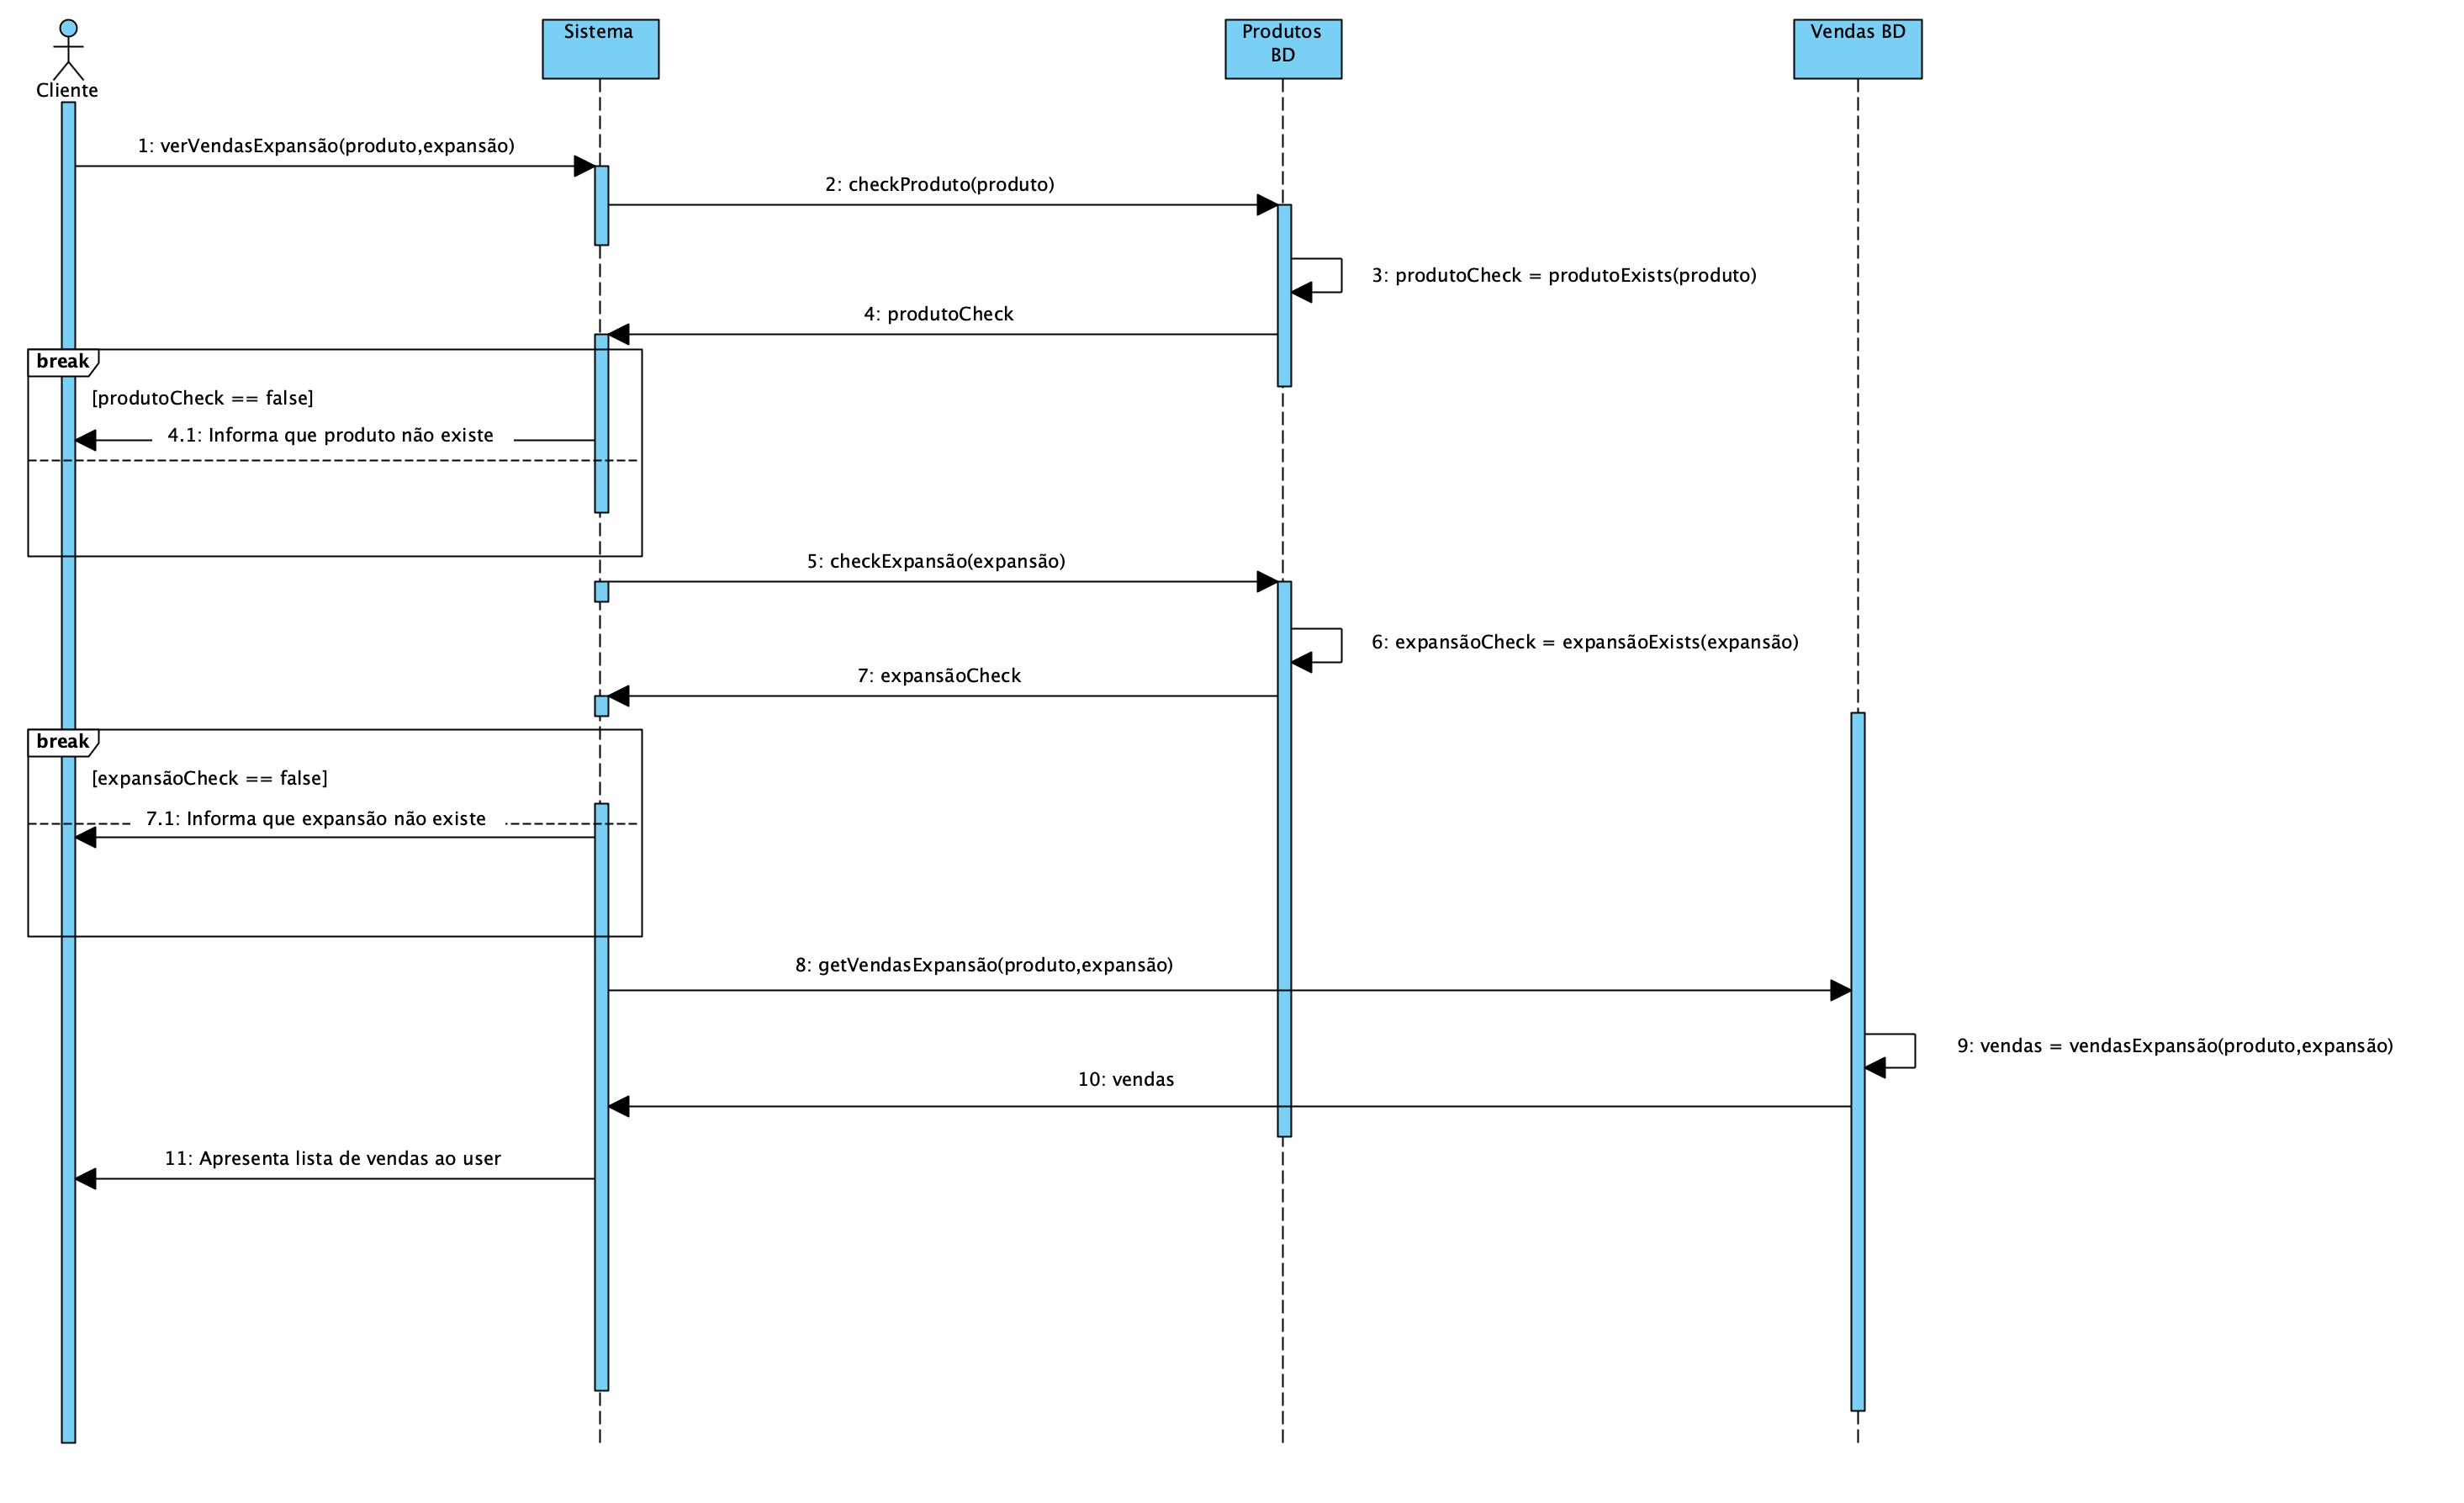 Sistema
Produtos
BD
Vendas BD
Cliente
1: verVendasExpansão(produto,expansão)
2: checkProduto(produto)
3: produtoCheck = produtoExists(produto)
4: produtoCheck
break
[produtoCheck == false]
4.1: Informa que produto não existe
5: checkExpansão(expansão)
6: expansãoCheck = expansãoExists(expansão)
7: expansãoCheck
break
[expansãoCheck == false]
7.1: Informa que expansão não existe
8: getVendasExpansão(produto,expansão)
9: vendas = vendasExpansão(produto,expansão)
10: vendas
11: Apresenta lista de vendas ao user